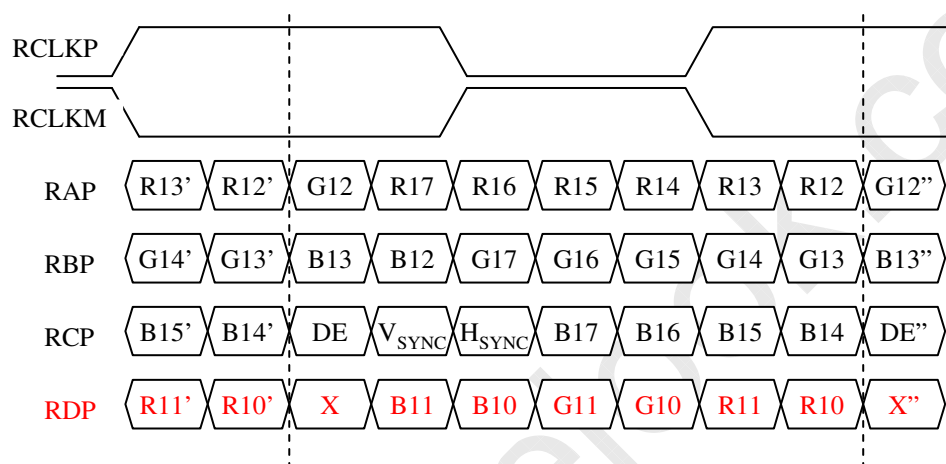 RCLKP
RCLKM
RAP R13’ R12’ G12 R17 R16 R15 R14 R13 R12 G12”
RBP G14’ G13’ B13 B12 G17 G16 G15 G14 G13 B13”
RCP B15’ B14’ DE VSYNC HSYNC B17 B16 B15 B14 DE”
RDP R11’ R10’ X B11 B10 G11 G10 R11 R10 X”